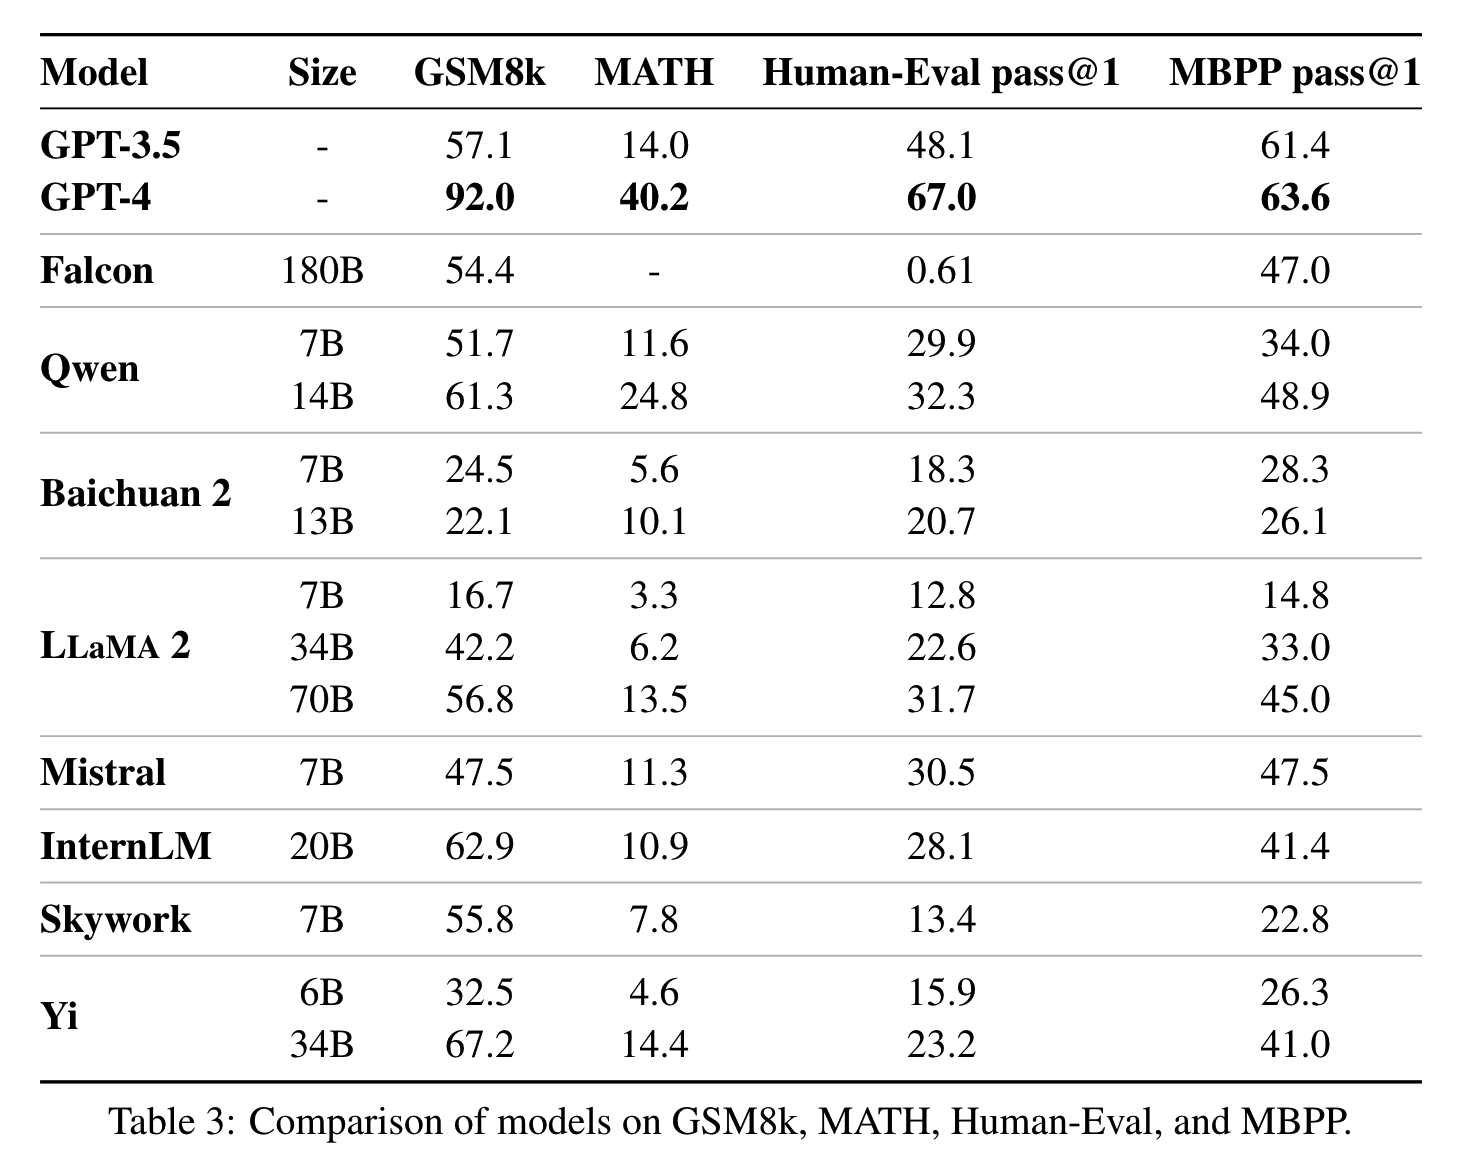 Model Size GSM8k MATH Human-Eval pass@1 MBPP pass@1
GPT-3.5 - 57.1 14.0 48.1 61.4
GPT-4 - 92.0 40.2 67.0 63.6
Falcon 180B 54.4 - 0.61 47.0
Qwen
7B 51.7 11.6 29.9 34.0
14B 61.3 24.8 32.3 48.9
Baichuan 2
7B 24.5 5.6 18.3 28.3
13B 22.1 10.1 20.7 26.1
LLaMA 2
7B 16.7 3.3 12.8 14.8
34B 42.2 6.2 22.6 33.0
70B 56.8 13.5 31.7 45.0
Mistral 7B 47.5 11.3 30.5 47.5
InternLM 20B 62.9 10.9 28.1 41.4
Skywork 7B 55.8 7.8 13.4 22.8
Yi
6B 32.5 4.6 15.9 26.3
34B 67.2 14.4 23.2 41.0
Table 3: Comparison of models on GSM8k, MATH, Human-Eval, and MBPP.